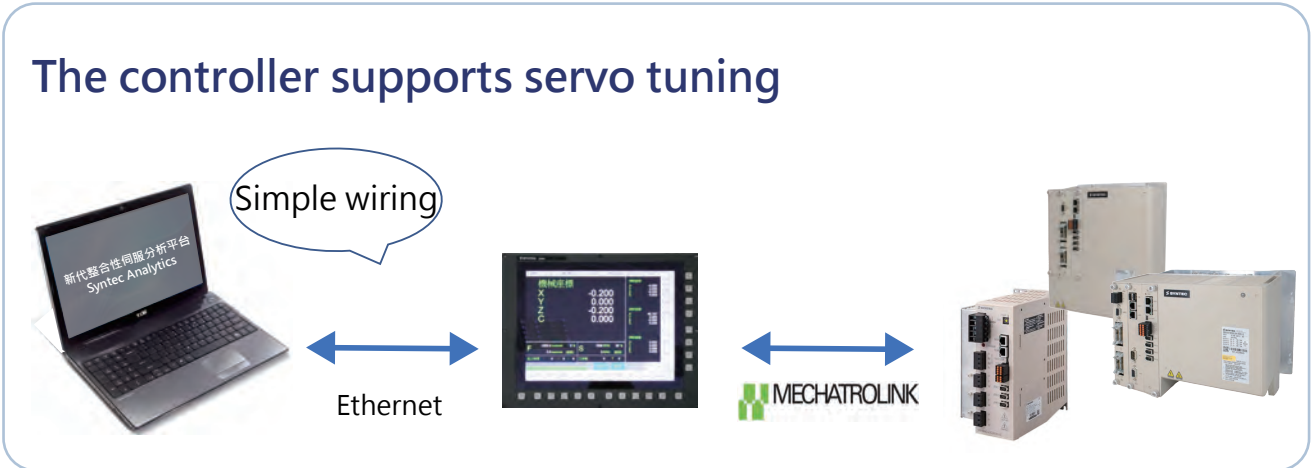 The controller supports servo tuning
Simple wiring
新代整合性伺服分析平台
Syntec Analytics
機械座標
X -0.200
Y 0.000
Z -0.200
C 0.000
Ethernet
MECHATROLINK
SYNTEC